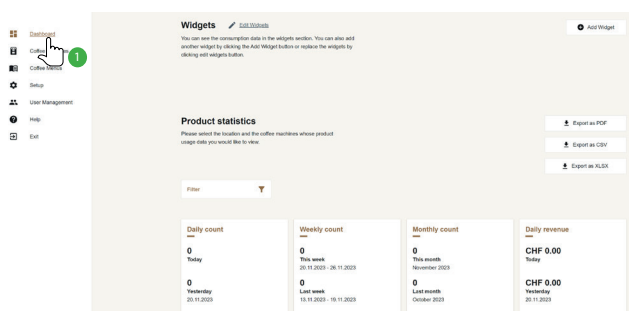 Dashboard
Coffee
1
Coffee Menus
Setup
User Management
Help
Exit
Widgets
Edit Widgets
Add Widget
You can see the consumption data in the widgets section. You can also add
another widget by clicking the Add Widget button or replace the widgets by
clicking edit widgets button.
Product statistics
Please select the location and the coffee machines whose product
usage data you would like to view.
Export as PDF
Export as CSV
Export as XLSX
Filter
Daily count
0
Today
0
Yesterday
20.11.2023
Weekly count
0
This week
20.11.2023 - 26.11.2023
0
Last week
13.11.2023 - 19.11.2023
Monthly count
0
This month
November 2023
0
Last month
October 2023
Daily revenue
CHF 0.00
Today
CHF 0.00
Yesterday
20.11.2023